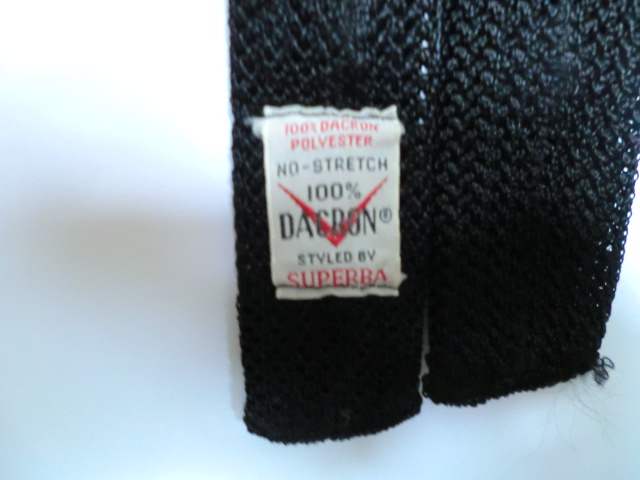 100% DACRON
POLYESTER
NO-STRETCH
100%
DACRON®
STYLED BY
SUPERBA